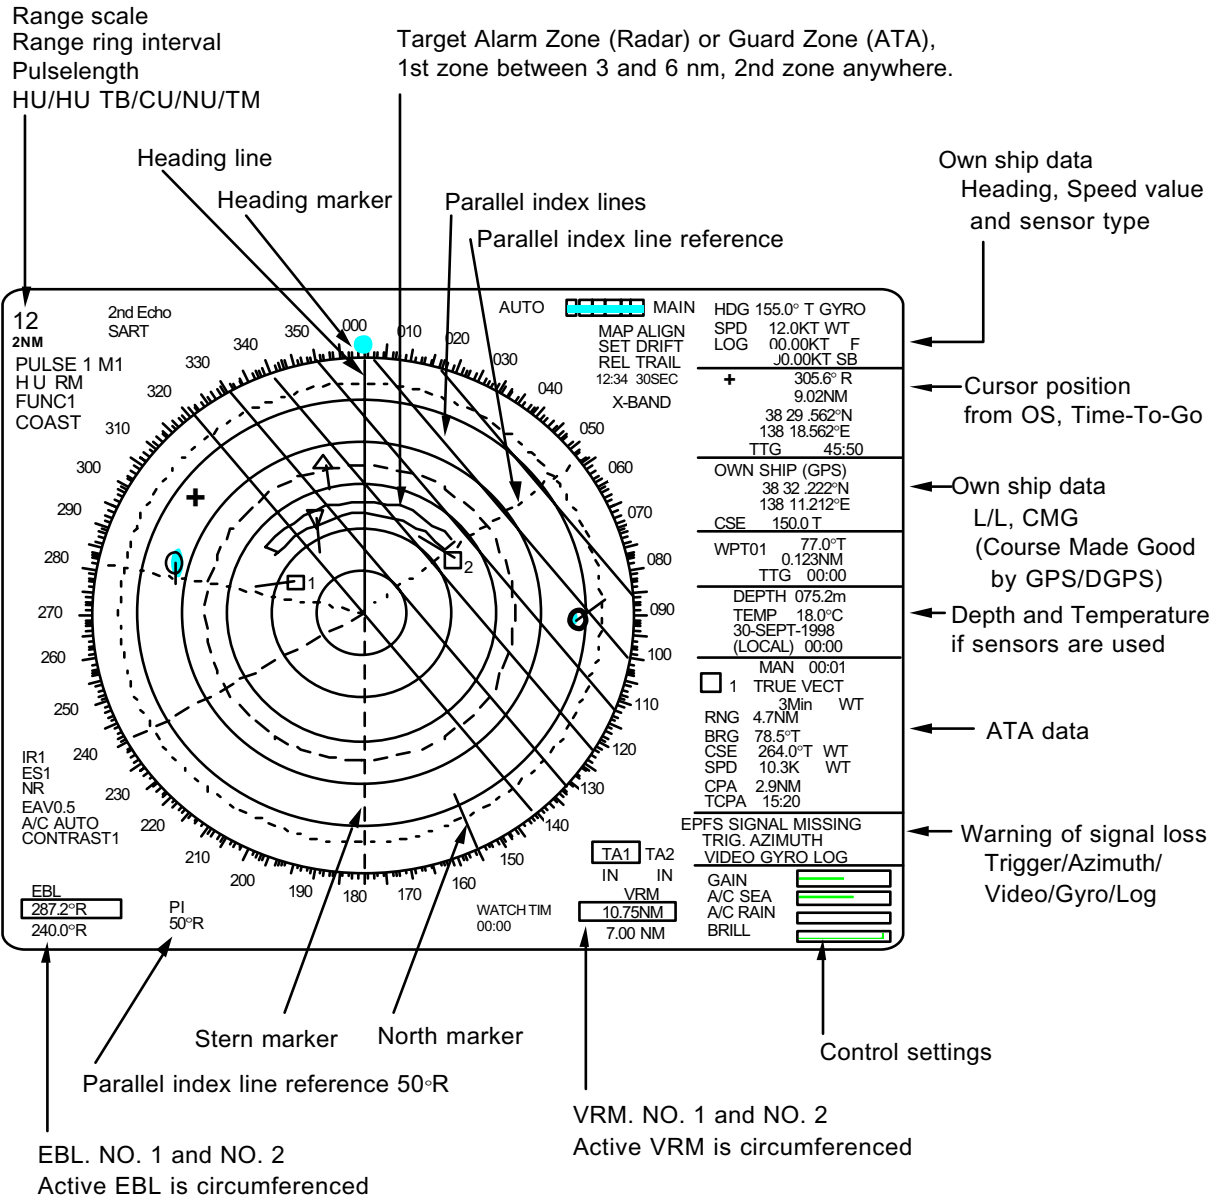 Range scale
Range ring interval
Pulselength
HU/HU TB/CU/NU/TM
Target Alarm Zone (Radar) or Guard Zone (ATA),
1st zone between 3 and 6 nm, 2nd zone anywhere.
Heading line
Heading marker
Parallel index lines
Parallel index line reference
Own ship data
Heading, Speed value
and sensor type
12
2NM
PULSE 1 M1
H U RM
FUNC1
COAST
2nd Echo
SART
AUTO
MAIN
MAP ALIGN
SET DRIFT
REL TRAIL
12:34 30SEC
X-BAND
000
010
020
030
040
050
060
070
080
090
100
110
120
130
140
150
160
170
180
190
200
210
220
230
240
250
260
270
280
290
300
310
320
330
340
350
1
2
HDG 155.0° T GYRO
SPD 12.0KT WT
LOG 00.00KT F
00.00KT SB
+ 305.6° R
9.02NM
38 29 .562°N
138 18.562°E
TTG 45:50
OWN SHIP (GPS)
38 32 .222°N
138 11.212°E
CSE 150.0 T
WPT01 77.0°T
0.123NM
TTG 00:00
DEPTH 075.2m
TEMP 18.0°C
30-SEPT-1998
(LOCAL) 00:00
MAN 00:01
1 TRUE VECT
3Min WT
RNG 4.7NM
BRG 78.5°T
CSE 264.0°T WT
SPD 10.3K WT
CPA 2.9NM
TCPA 15:20
EPFS SIGNAL MISSING
TRIG. AZIMUTH
VIDEO GYRO LOG
GAIN
A/C SEA
A/C RAIN
BRILL
Cursor position
from OS, Time-To-Go
Own ship data
L/L, CMG
(Course Made Good
by GPS/DGPS)
Depth and Temperature
if sensors are used
ATA data
Warning of signal loss
Trigger/Azimuth/
Video/Gyro/Log
IR1
ES1
NR
EAV0.5
A/C AUTO
CONTRAST1
EBL
287.2°R
240.0°R
PI
50°R
WATCH TIM
00:00
TA1 TA2
IN IN
VRM
10.75NM
7.00 NM
Stern marker
North marker
Control settings
Parallel index line reference 50°R
VRM. NO. 1 and NO. 2
Active VRM is circumferenced
EBL. NO. 1 and NO. 2
Active EBL is circumferenced